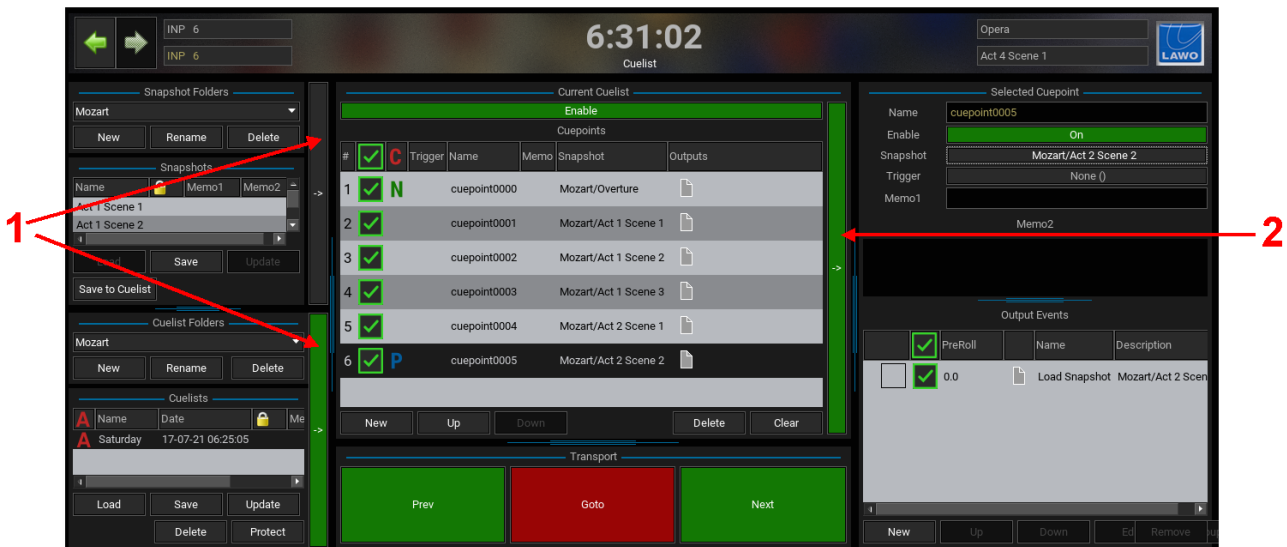 INP 6
INP 6
6:31:02
Cuelist
Opera
Act 4 Scene 1
LAWO
Snapshot Folders
Mozart
New Rename Delete
Snapshots
Name Memo1 Memo2
Act 1 Scene 1
Act 1 Scene 2
Load Save Update
Save to Cuelist
->
Cuelist Folders
Mozart
New Rename Delete
Cuelists
A Name Date Me
A Saturday 17-07-21 06:25:05
Load Save Update
Delete Protect
->
1
Current Cuelist
Enable
Cuepoints
# C Trigger Name Memo Snapshot Outputs
1 N cuepoint0000 Mozart/Overture
2 cuepoint0001 Mozart/Act 1 Scene 1
3 cuepoint0002 Mozart/Act 1 Scene 2
4 cuepoint0003 Mozart/Act 1 Scene 3
5 cuepoint0004 Mozart/Act 2 Scene 1
6 P cuepoint0005 Mozart/Act 2 Scene 2
New Up Down Delete Clear
->
Transport
Prev Goto Next
Selected Cuepoint
Name cuepoint0005
Enable On
Snapshot Mozart/Act 2 Scene 2
Trigger None ()
Memo1
Memo2
Output Events
PreRoll Name Description
0.0 Load Snapshot Mozart/Act 2 Scen
New Up Down Ed Remove
2